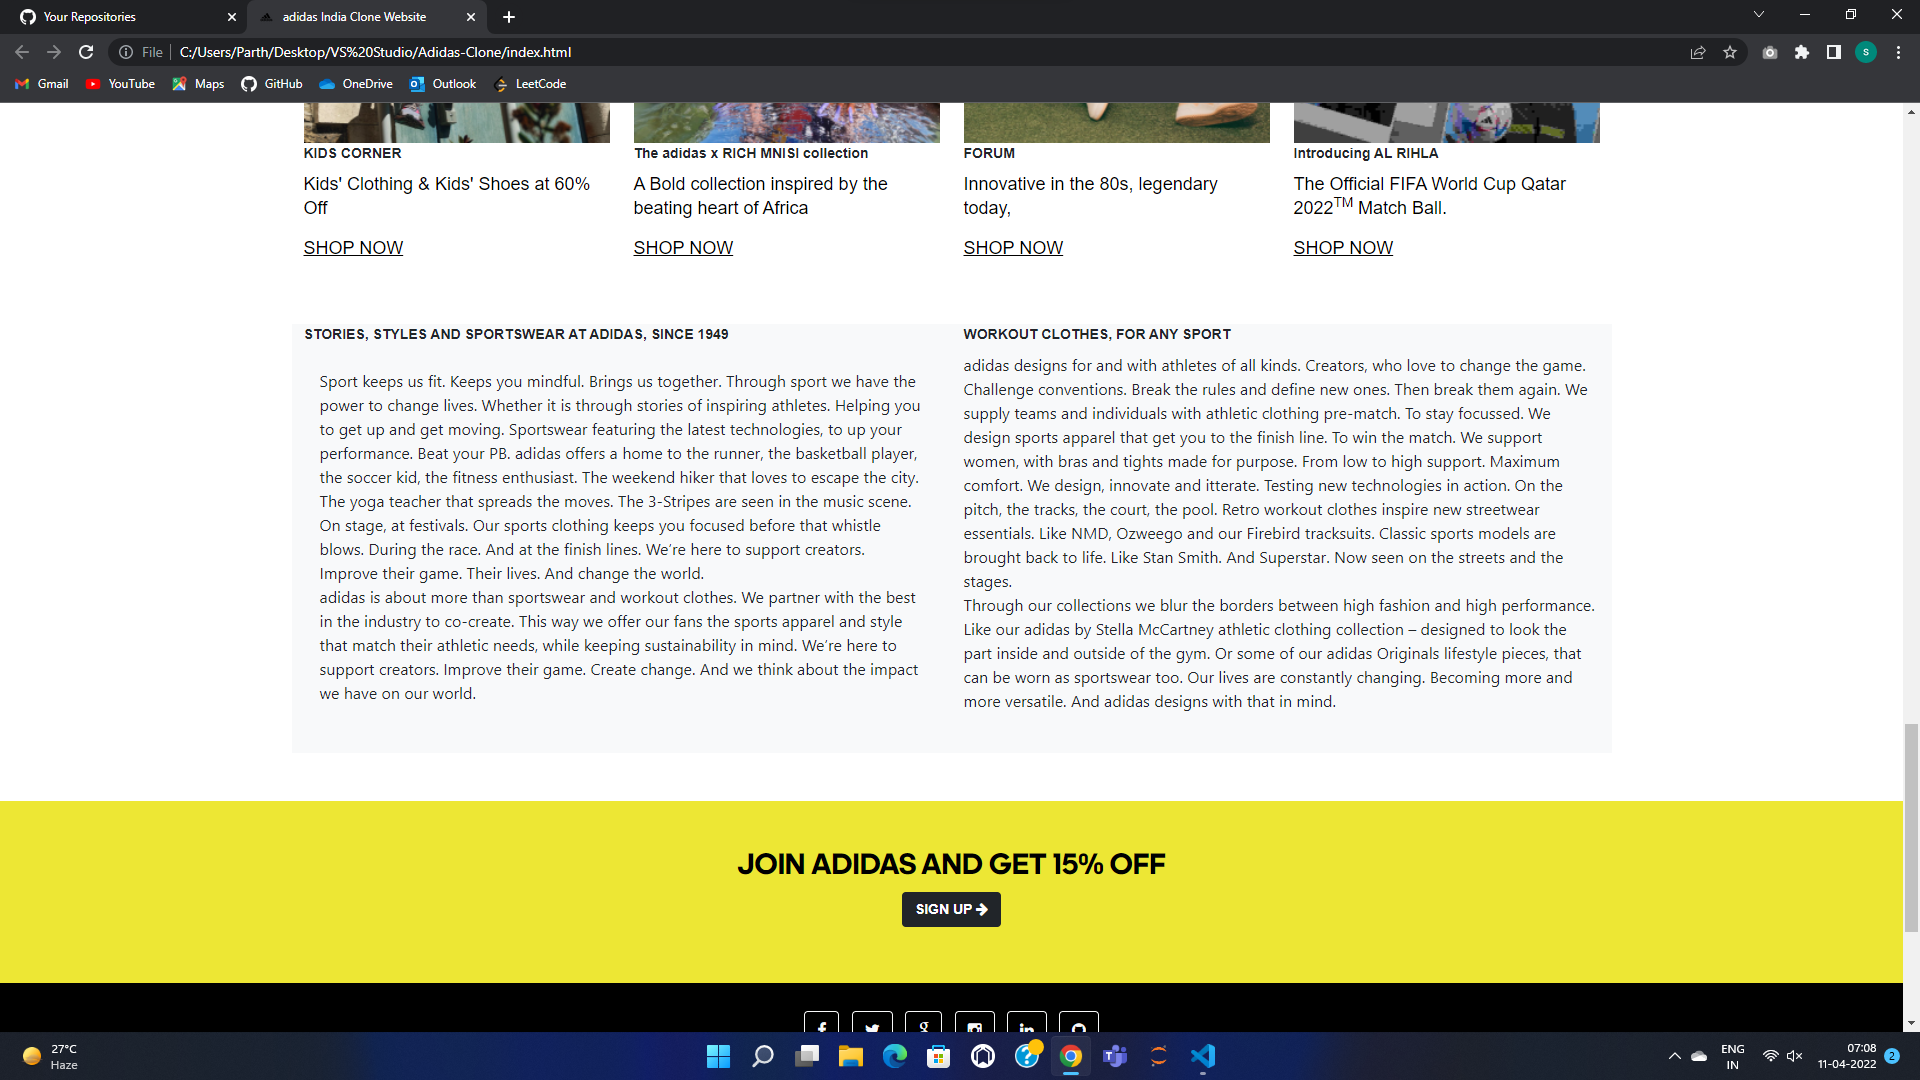 Your Repositories
adidas India Clone Website
File
C:/Users/Parth/Desktop/VS%20Studio/Adidas-Clone/index.html
S
Gmail
YouTube
Maps
GitHub
OneDrive
Outlook
LeetCode
KIDS CORNER
Kids' Clothing & Kids' Shoes at 60%
Off
SHOP NOW
The adidas x RICH MNISI collection
A Bold collection inspired by the
beating heart of Africa
SHOP NOW
FORUM
Innovative in the 80s, legendary
today,
SHOP NOW
Introducing AL RIHLA
The Official FIFA World Cup Qatar
2022TM Match Ball.
SHOP NOW
STORIES, STYLES AND SPORTSWEAR AT ADIDAS, SINCE 1949
Sport keeps us fit. Keeps you mindful. Brings us together. Through sport we have the
power to change lives. Whether it is through stories of inspiring athletes. Helping you
to get up and get moving. Sportswear featuring the latest technologies, to up your
performance. Beat your PB. adidas offers a home to the runner, the basketball player,
the soccer kid, the fitness enthusiast. The weekend hiker that loves to escape the city.
The yoga teacher that spreads the moves. The 3-Stripes are seen in the music scene.
On stage, at festivals. Our sports clothing keeps you focused before that whistle
blows. During the race. And at the finish lines. We’re here to support creators.
Improve their game. Their lives. And change the world.
adidas is about more than sportswear and workout clothes. We partner with the best
in the industry to co-create. This way we offer our fans the sports apparel and style
that match their athletic needs, while keeping sustainability in mind. We’re here to
support creators. Improve their game. Create change. And we think about the impact
we have on our world.
WORKOUT CLOTHES, FOR ANY SPORT
adidas designs for and with athletes of all kinds. Creators, who love to change the game.
Challenge conventions. Break the rules and define new ones. Then break them again. We
supply teams and individuals with athletic clothing pre-match. To stay focussed. We
design sports apparel that get you to the finish line. To win the match. We support
women, with bras and tights made for purpose. From low to high support. Maximum
comfort. We design, innovate and itterate. Testing new technologies in action. On the
pitch, the tracks, the court, the pool. Retro workout clothes inspire new streetwear
essentials. Like NMD, Ozweego and our Firebird tracksuits. Classic sports models are
brought back to life. Like Stan Smith. And Superstar. Now seen on the streets and the
stages.
Through our collections we blur the borders between high fashion and high performance.
Like our adidas by Stella McCartney athletic clothing collection – designed to look the
part inside and outside of the gym. Or some of our adidas Originals lifestyle pieces, that
can be worn as sportswear too. Our lives are constantly changing. Becoming more and
more versatile. And adidas designs with that in mind.
JOIN ADIDAS AND GET 15% OFF
SIGN UP
27°C
Haze
ENG
IN
07:08
11-04-2022
2